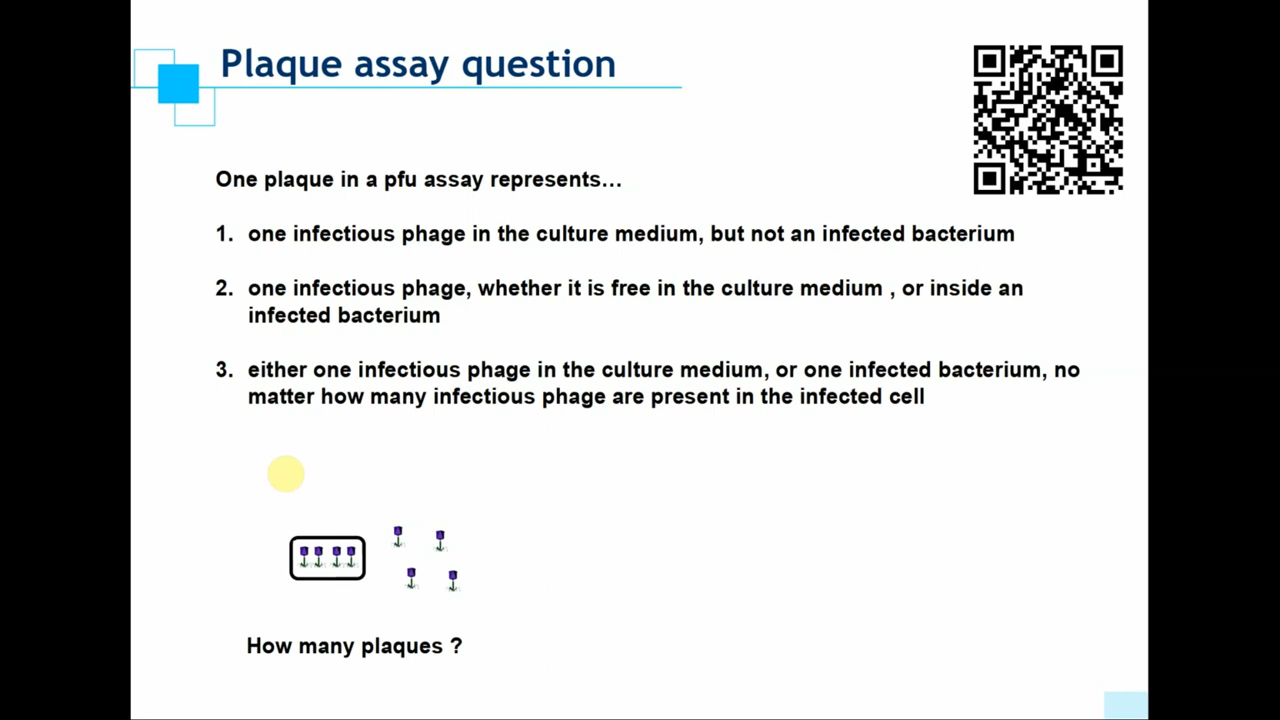 Plaque assay question
One plaque in a pfu assay represents…
1. one infectious phage in the culture medium, but not an infected bacterium
2. one infectious phage, whether it is free in the culture medium , or inside an
infected bacterium
3. either one infectious phage in the culture medium, or one infected bacterium, no
matter how many infectious phage are present in the infected cell
How many plaques ?